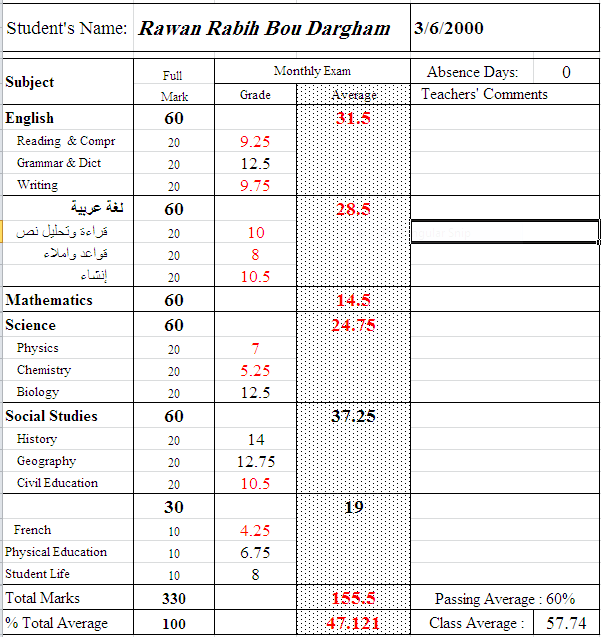 Student's Name: Rawan Rabih Bou Dargham 3/6/2000
Subject Full Mark Monthly Exam Absence Days: 0
Grade Average Teachers' Comments
English 60 31.5
Reading & Compr 20 9.25
Grammar & Dict 20 12.5
Writing 20 9.75
لغة عربية 60 28.5
قراءة وتحليل نص 20 10
قواعد واملاء 20 8
إنشاء 20 10.5
Mathematics 60 14.5
Science 60 24.75
Physics 20 7
Chemistry 20 5.25
Biology 20 12.5
Social Studies 60 37.25
History 20 14
Geography 20 12.75
Civil Education 20 10.5
30 19
French 10 4.25
Physical Education 10 6.75
Student Life 10 8
Total Marks 330 155.5 Passing Average : 60%
% Total Average 100 47.121 Class Average : 57.74